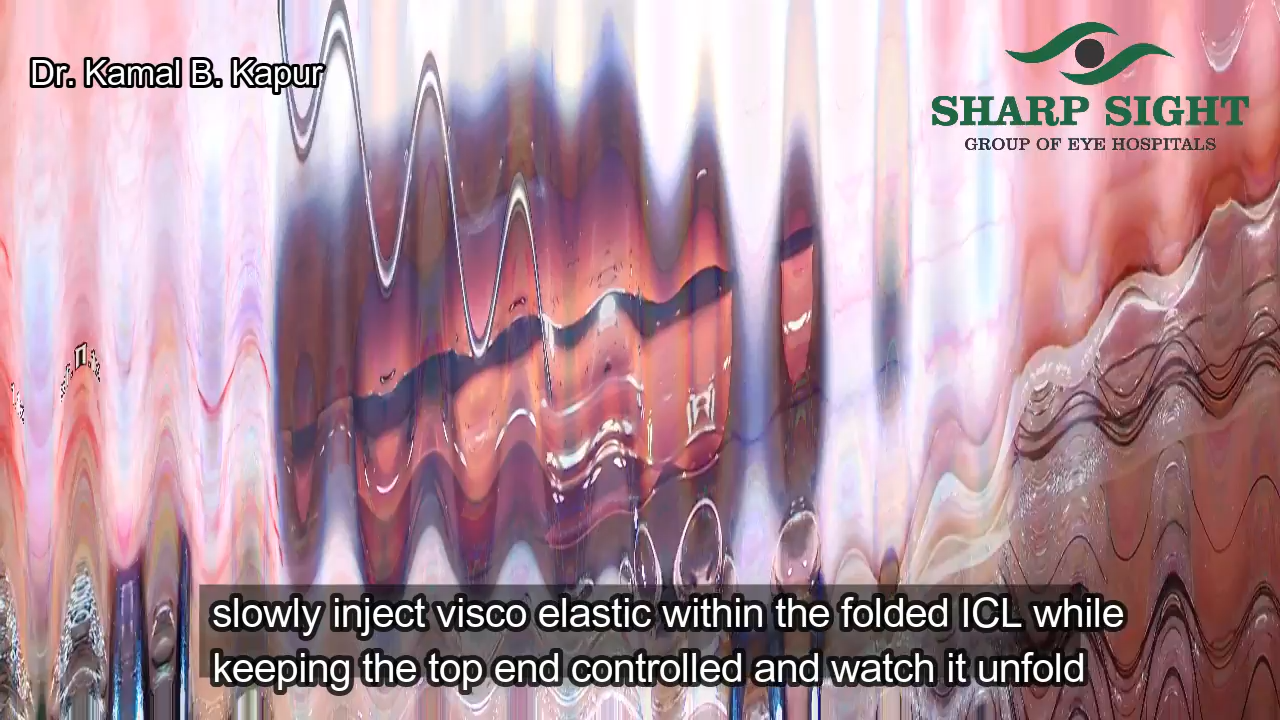 Dr. Kamal B. Kapur
SHARP SIGHT
GROUP OF EYE HOSPITALS
slowly inject visco elastic within the folded ICL while
keeping the top end controlled and watch it unfold